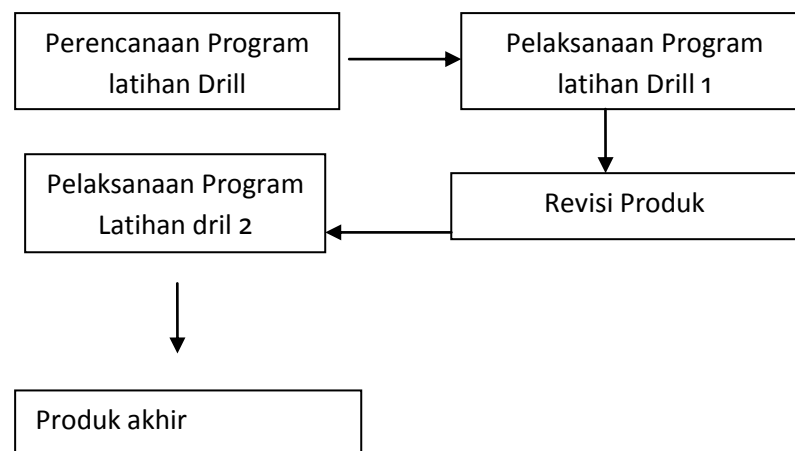 Perencanaan Program
latihan Drill
Pelaksanaan Program
latihan Drill 1
Revisi Produk
Pelaksanaan Program
Latihan dril 2
Produk akhir